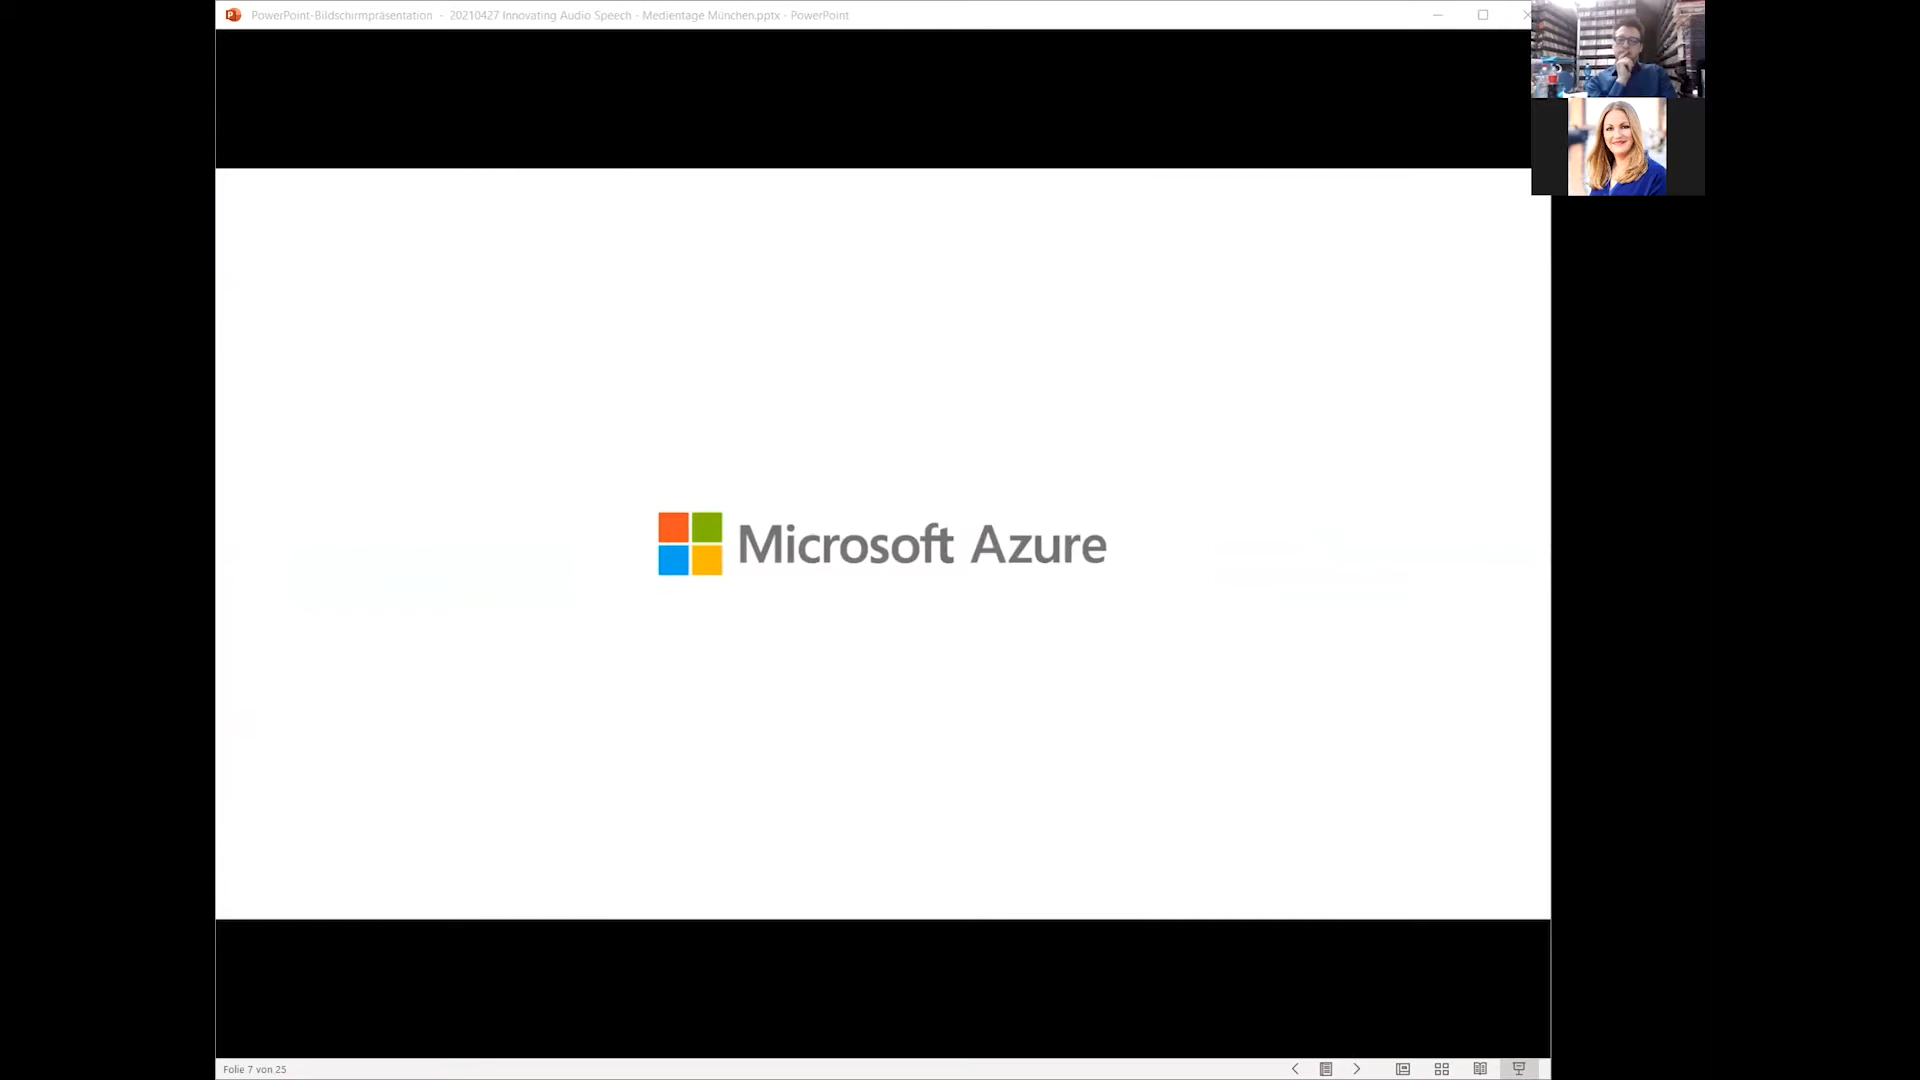 PowerPoint-Bildschirmpräsentation - 20210427 Innovating Audio Speech - Medientage München.pptx - PowerPoint
Microsoft Azure
Folie 7 von 25